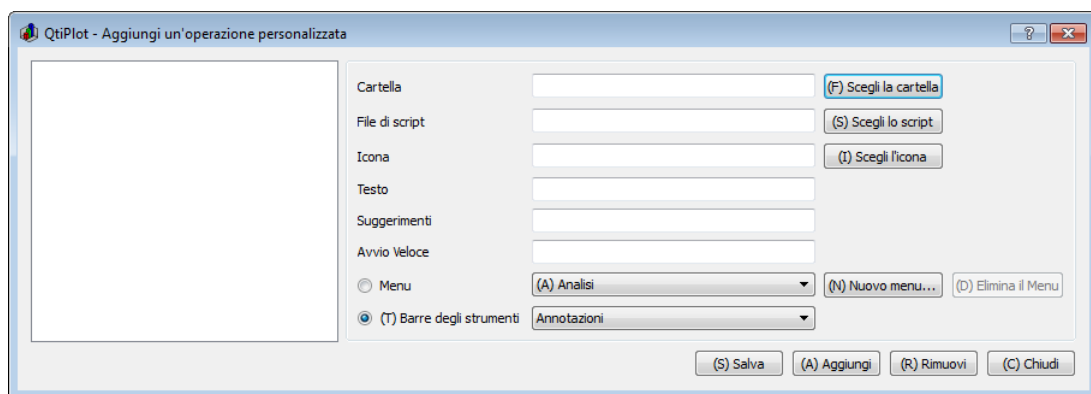 QtiPlot - Aggiungi un'operazione personalizzata
Cartella (F) Scegli la cartella
File di script (S) Scegli lo script
Icona (I) Scegli l'icona
Testo
Suggerimenti
Avvio Veloce
Menu (A) Analisi (N) Nuovo menu... (D) Elimina il Menu
(T) Barre degli strumenti Annotazioni
(S) Salva (A) Aggiungi (R) Rimuovi (C) Chiudi